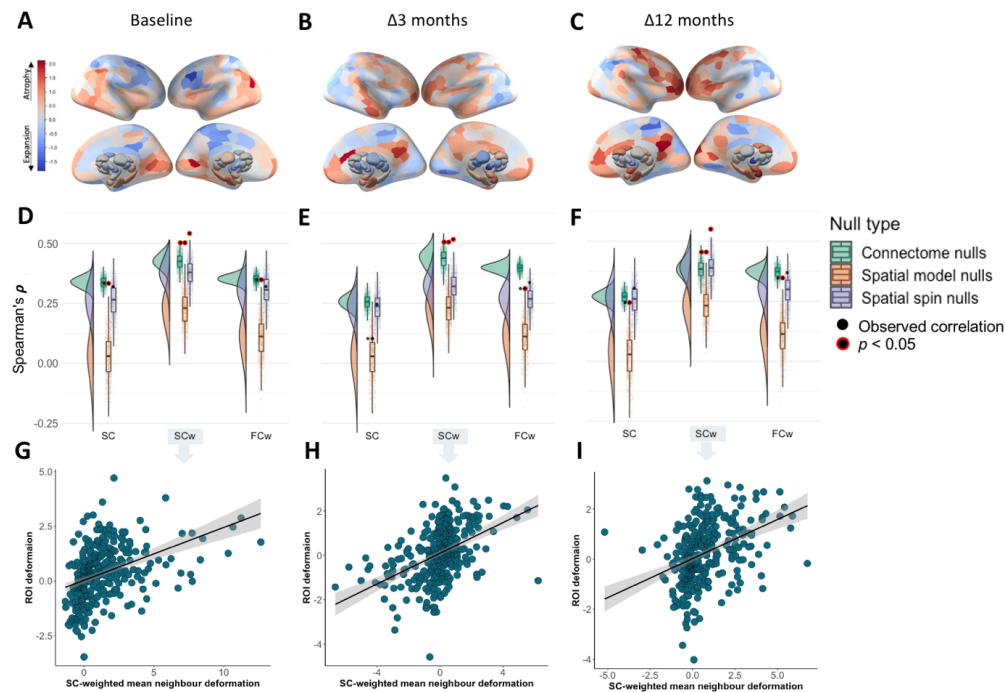 A Baseline
B Δ3 months
C Δ12 months
Atrophy
Expansion
2.0
1.5
1.0
0.5
0.0
-0.5
-1.0
-1.5
D
E
F
Spearman's ρ
0.50
0.25
0.00
-0.25
SC SCw FCw
SC SCw FCw
SC SCw FCw
Null type
Connectome nulls
Spatial model nulls
Spatial spin nulls
Observed correlation
p < 0.05
G
ROI deformaion
5.0
2.5
0.0
-2.5
0 5 10
SC-weighted mean neighbour deformation
H
ROI deformaion
2
0
-2
-4
-4 0 4
SC-weighted mean neighbour deformation
I
ROI deformaion
2
0
-2
-4
-5.0 -2.5 0.0 2.5 5.0
SC-weighted mean neighbour deformation